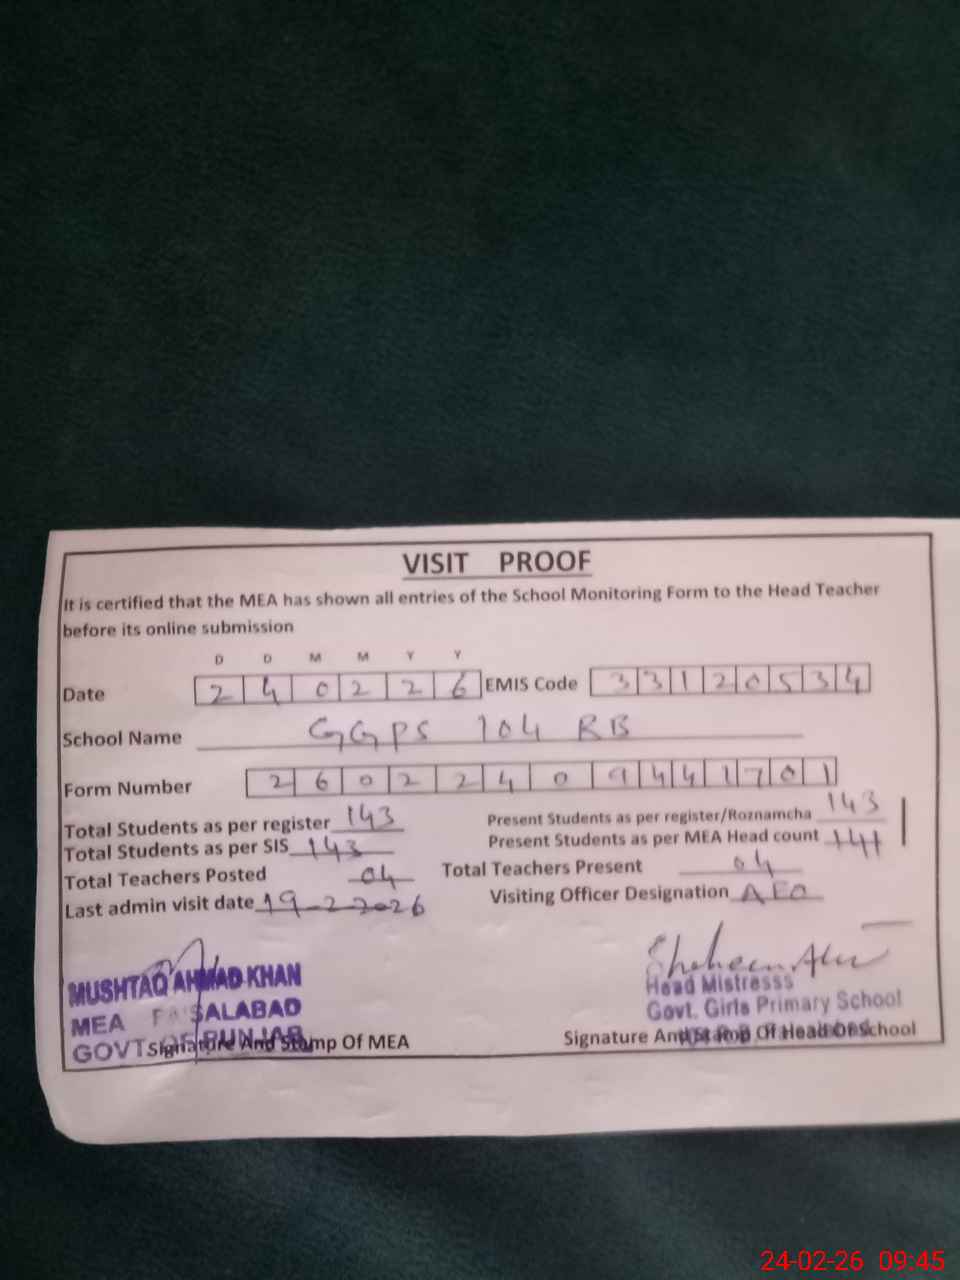 VISIT PROOF
It is certified that the MEA has shown all entries of the School Monitoring Form to the Head Teacher
before its online submission
D D M M Y Y
Date 2 4 0 2 2 6 EMIS Code 3 3 1 2 0 5 3 4
School Name GGPS 104 RB
Form Number 2 6 0 2 2 4 0 9 4 4 1 7 0 1
Total Students as per register 143 Present Students as per register/Roznamcha 143
Total Students as per SIS 143 Present Students as per MEA Head count 141
Total Teachers Posted 04 Total Teachers Present 04
Last admin visit date 19-2-2026 Visiting Officer Designation AEO
MUSHTAQ AHMAD KHAN
MEA FAISALABAD
GOVT OF PUNJAB
Signature And Stamp Of MEA
Shaheen
Head Mistresss
Govt. Girls Primary School
Signature And Stamp Of Head Of School
24-02-26 09:45